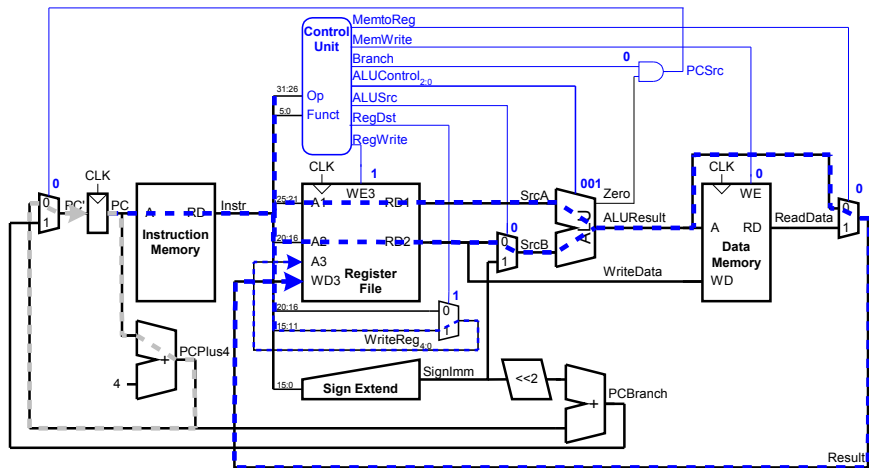 MemtoReg
Control
Unit
MemWrite
0
Branch
PCSrc
ALUControl2:0
31:26
Op
ALUSrc
5:0
Funct
RegDst
RegWrite
CLK
CLK
CLK
1
0
0
0
001
WE3
WE
0
1
PC'
PC
A
RD
Instr
25:21
A1
RD1
SrcA
Zero
0
Instruction
Memory
20:16
A2
RD2
0
1
SrcB
ALU
ALUResult
A
RD
ReadData
0
1
A3
Register
File
WD3
WriteData
Data
Memory
WD
20:16
1
0
1
15:11
WriteReg4:0
PCPlus4
+
4
15:0
Sign Extend
SignImm
<<2
+
PCBranch
Result